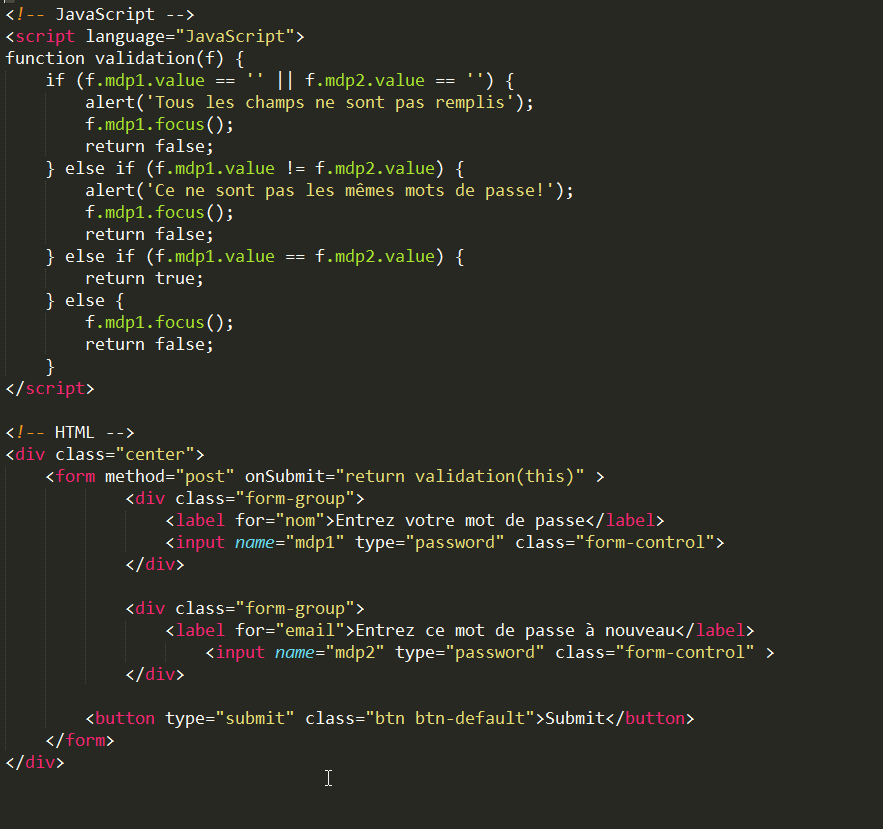 <!-- JavaScript -->
<script language="JavaScript">
function validation(f) {
    if (f.mdp1.value == '' || f.mdp2.value == '') {
        alert('Tous les champs ne sont pas remplis');
        f.mdp1.focus();
        return false;
    } else if (f.mdp1.value != f.mdp2.value) {
        alert('Ce ne sont pas les mêmes mots de passe!');
        f.mdp1.focus();
        return false;
    } else if (f.mdp1.value == f.mdp2.value) {
        return true;
    } else {
        f.mdp1.focus();
        return false;
    }
</script>

<!-- HTML -->
<div class="center">
    <form method="post" onSubmit="return validation(this)" >
            <div class="form-group">
                <label for="nom">Entrez votre mot de passe</label>
                <input name="mdp1" type="password" class="form-control">
            </div>

            <div class="form-group">
                <label for="email">Entrez ce mot de passe à nouveau</label>
                    <input name="mdp2" type="password" class="form-control" >
            </div>

        <button type="submit" class="btn btn-default">Submit</button>
    </form>
</div>